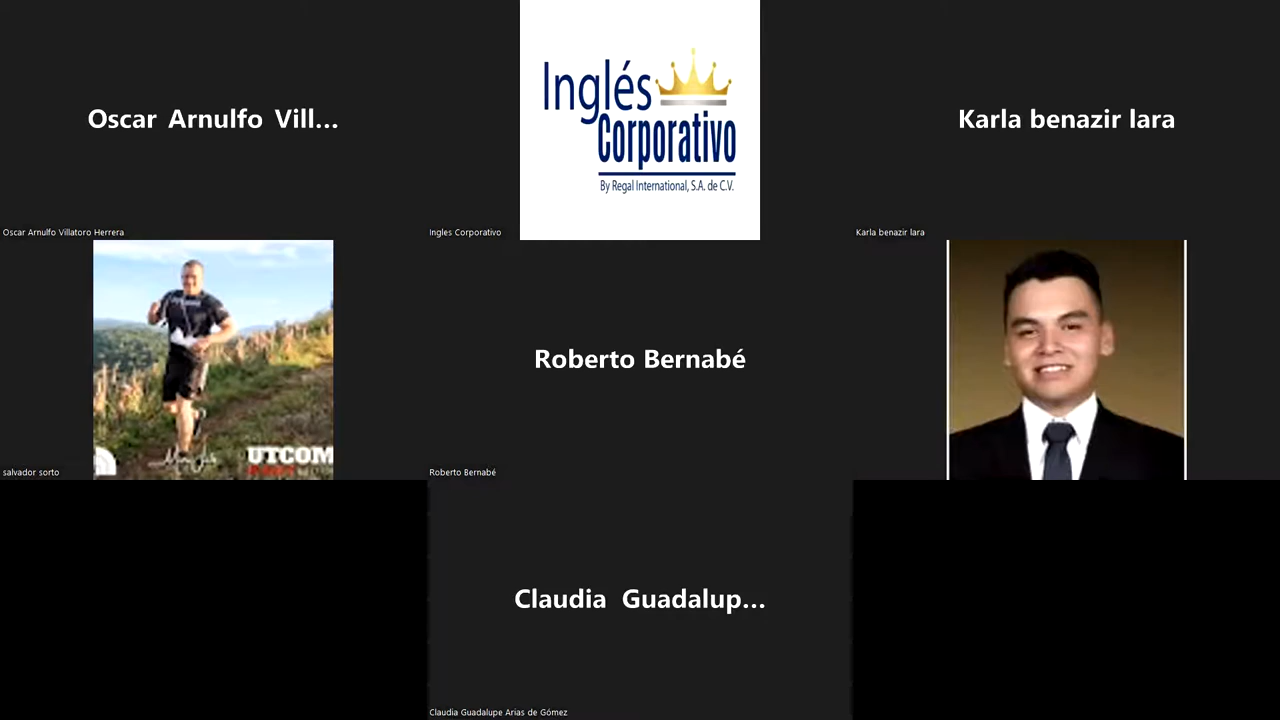 Oscar Arnulfo Vill...
Inglés
Corporativo
By Regal International, S.A. de C.V.
Karla benazir lara
Oscar Arnulfo Villatoro Herrera
Ingles Corporativo
Karla benazir lara
UTCOM
Roberto Bernabé
salvador sorto
Roberto Bernabé
Claudia Guadalup...
Claudia Guadalupe Arias de Gómez